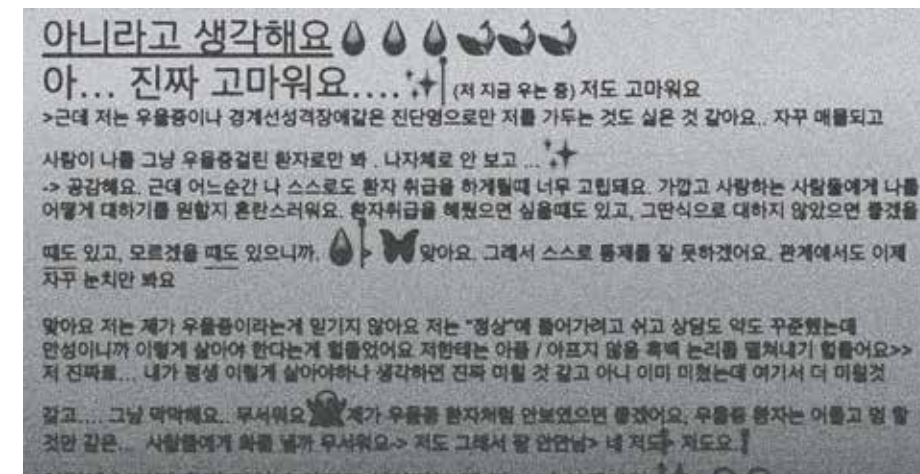 아니라고 생각해요
아... 진짜 고마워요.... (저 지금 우는 중) 저도 고마워요
>근데 저는 우울증이나 경계선성격장애같은 진단명으로만 저를 가두는 것도 싫은 것 같아요.. 자꾸 매몰되고
사람이 나를 그냥 우울증걸린 환자로만 봐 . 나자체로 안 보고 ...
-> 공감해요. 근데 어느순간 나 스스로도 환자 취급을 하게될때 너무 고립돼요. 가깝고 사랑하는 사람들에게 나를
어떻게 대하기를 원할지 혼란스러워요. 환자취급을 해줬으면 싶을때도 있고, 그딴식으로 대하지 않았으면 좋겠을
때도 있고, 모르겠을 때도 있으니까. 맞아요. 그래서 스스로 통제를 잘 못하겠어요. 관계에서도 이제
자꾸 눈치만 봐요
맞아요 저는 제가 우울증이라는게 믿기지 않아요 저는 "정상"에 들어가려고 쉬고 상담도 약도 꾸준했는데
만성이니까 이렇게 살아야 한다는게 힘들었어요 저한테는 아픔 / 아프지 않음 흑백 논리를 떨쳐내기 힘들어요>>
저 진짜로... 내가 평생 이렇게 살아야하나 생각하면 진짜 미칠 것 같고 아니 이미 미쳤는데 여기서 더 미칠것
같고.... 그냥 막막해요.. 무서워요 제가 우울증 환자처럼 안보였으면 좋겠어요, 우울증 환자는 어둡고 멍 할
것만 같은... 사람들에게 화를 낼까 무서워요-> 저도 그래서 잘 안만남> 네 저도 저도요